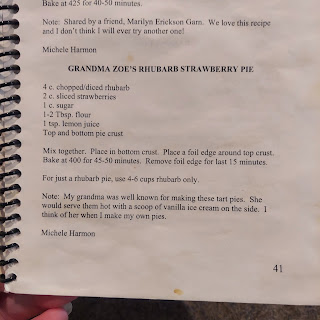 Bake at 425 for 40-50 minutes.
Note: Shared by a friend, Marilyn Erickson Garn. We love this recipe
and I don't think I will ever try another one!
Michele Harmon
GRANDMA ZOE'S RHUBARB STRAWBERRY PIE
4 c. chopped/diced rhubarb
2 c. sliced strawberries
1 c. sugar
1-2 Tbsp. flour
1 tsp. lemon juice
Top and bottom pie crust
Mix together. Place in bottom crust. Place a foil edge around top crust.
Bake at 400 for 45-50 minutes. Remove foil edge for last 15 minutes.
For just a rhubarb pie, use 4-6 cups rhubarb only.
Note: My grandma was well known for making these tart pies. She
would serve them hot with a scoop of vanilla ice cream on the side. I
think of her when I make my own pies.
Michele Harmon
41